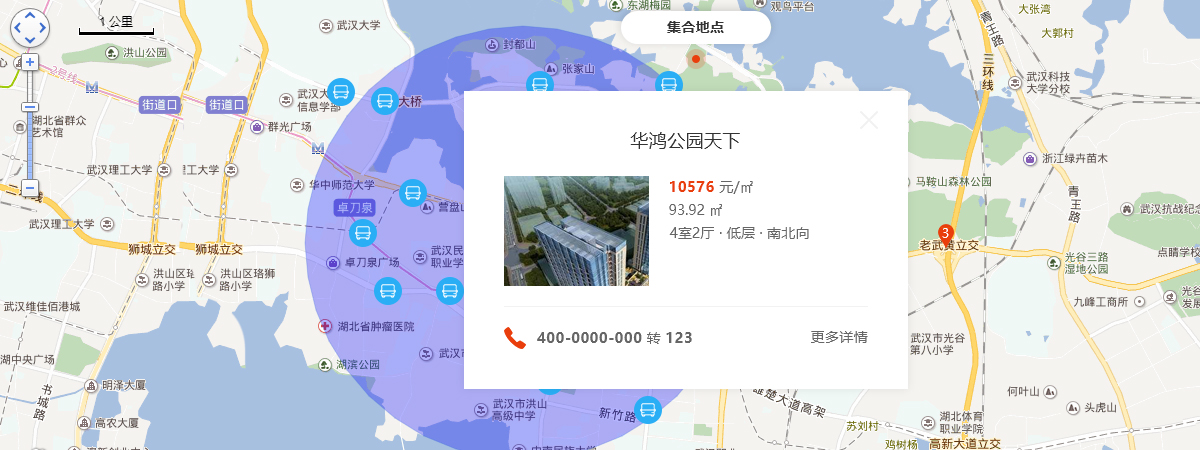 东湖梅园
观鸟平台
1 公里
武汉大学
集合地点
青王路
大张湾
大郭村
洪山公园
封都山
张家山
三环线
武汉科技
大学分校
2号线
街道口
街道口
武汉大
信息学部
大桥
湖北省群众
艺术馆
群光广场
浙江绿卉苗木
华鸿公园天下
武汉理工大学
武汉理工大学
华中师范大学
马鞍山森林公园
青王路
10576 元/㎡
93.92 ㎡
4室2厅 · 低层 · 南北向
卓刀泉
营盘山
武汉抗战纪念
武汉理工大学
3
老武黄立交
狮城立交
狮城立交
武汉民
职业学
卓刀泉广场
光谷三路
湿地公园
点睛学校
洪山区珞
路小学
洪山区珞狮
路小学
武汉维佳佰港城
九峰工商所
光谷
发展
湖北省肿瘤医院
400-0000-000 转 123
更多详情
武汉市光谷
第八小学
湖中央广场
湖滨公园
武汉
明泽大厦
书城路
何叶山
头虎山
武汉市洪山
高级中学
新竹路
雄楚大道高架
高农大厦
湖北体育
职业学院
苏刘村
鸡树杨
高新大道立交